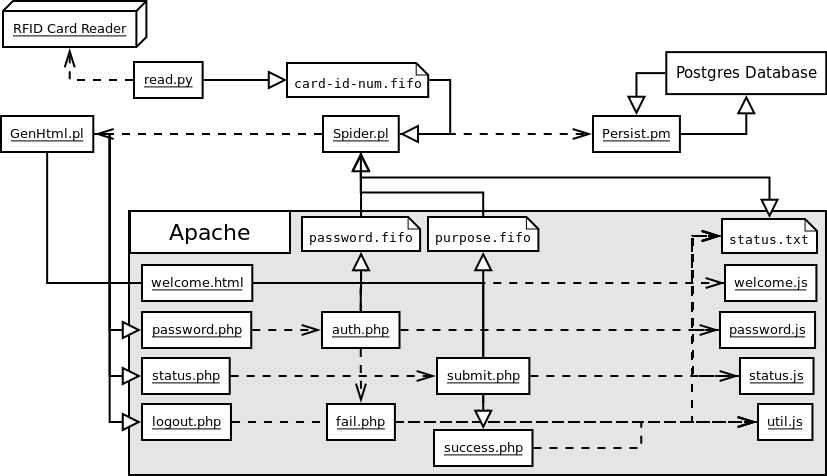 RFID Card Reader
read.py
card-id-num.fifo
Postgres Database
GenHtml.pl
Spider.pl
Persist.pm
Apache
password.fifo
purpose.fifo
status.txt
welcome.html
welcome.js
password.php
auth.php
password.js
status.php
submit.php
status.js
logout.php
fail.php
util.js
success.php